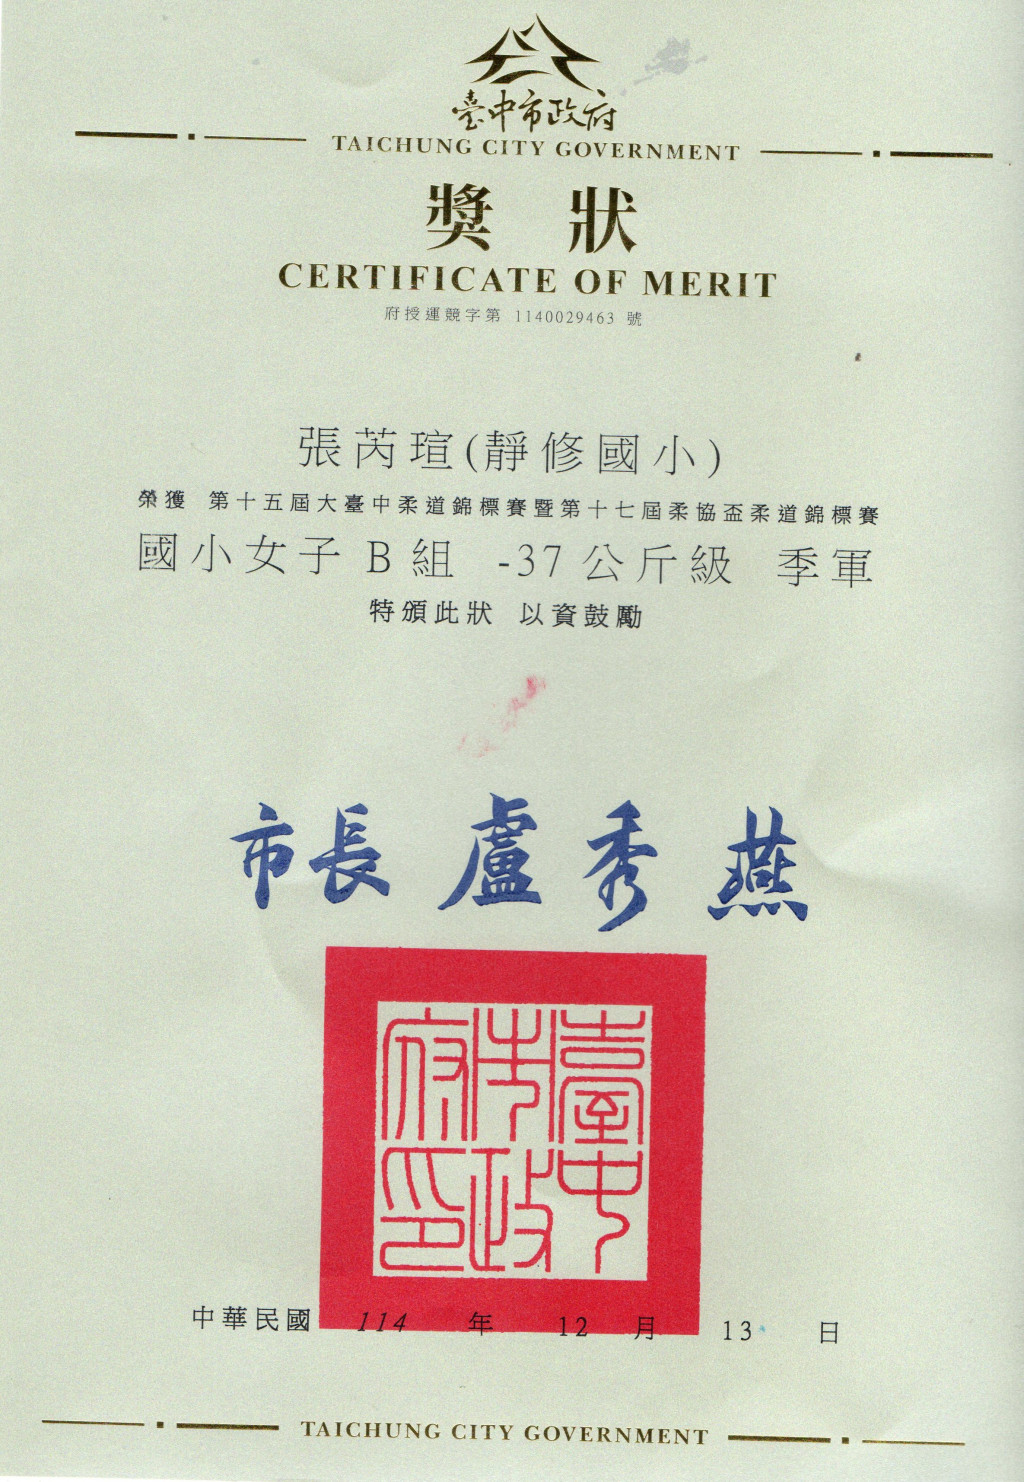 臺中市政府
TAICHUNG CITY GOVERNMENT
獎狀
CERTIFICATE OF MERIT
府授運競字第 1140029463 號
張芮瑄(靜修國小)
榮獲 第十五屆大臺中柔道錦標賽暨第十七屆柔協盃柔道錦標賽
國小女子 B 組 -37 公斤級 季軍
特頒此狀 以資鼓勵
市長 盧秀燕
臺中市政府印
中華民國 114 年 12 月 13 日
TAICHUNG CITY GOVERNMENT